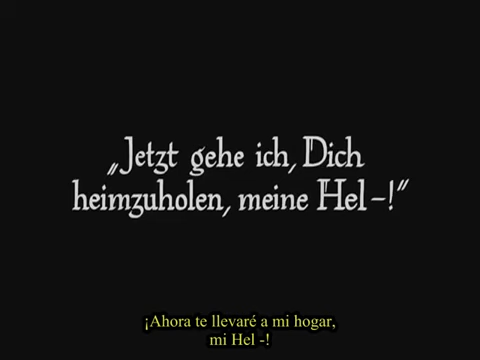 „Jetzt gehe ich, Dich
heimzuholen, meine Hel-!“
¡Ahora te llevaré a mi hogar,
mi Hel -!